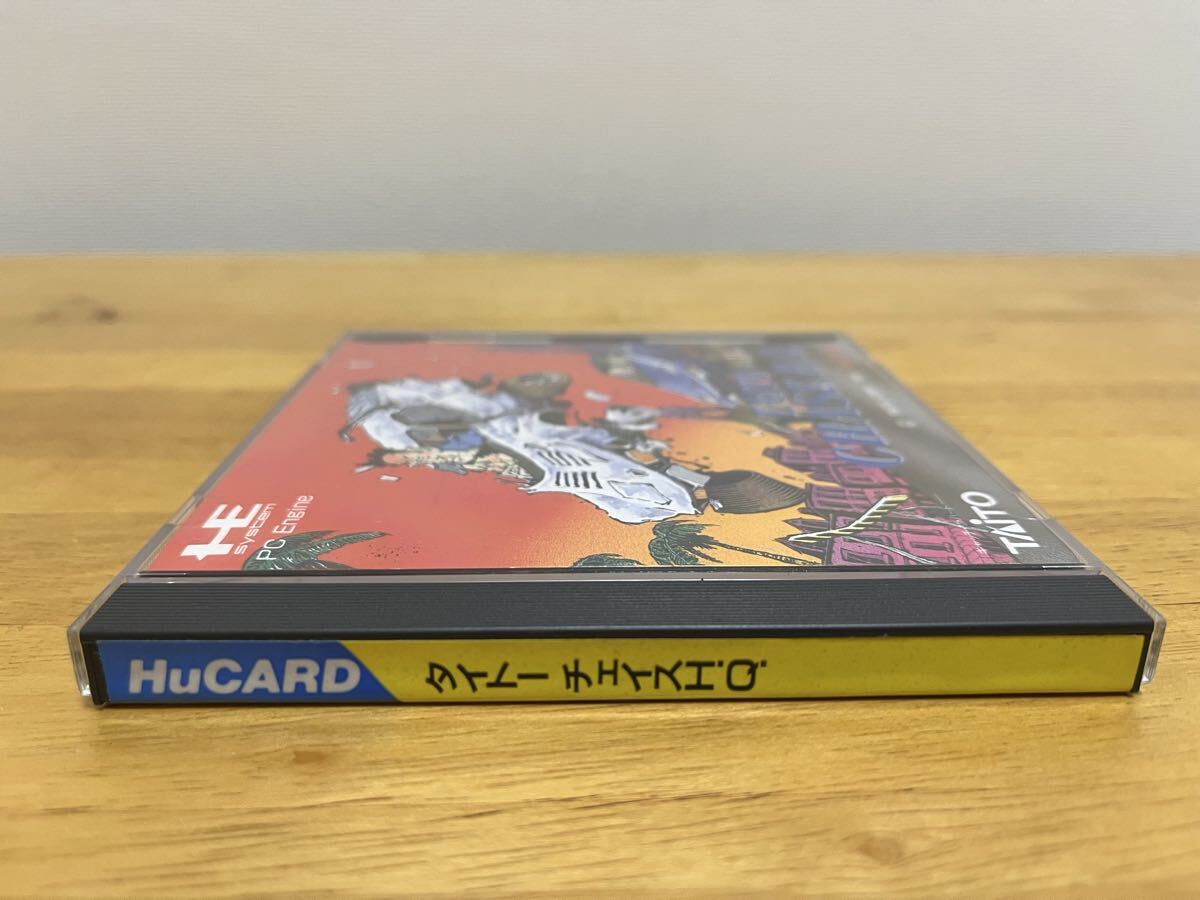 HE
system
PC Engine
TAITO
HuCARD
タイトー チェイスH.Q.